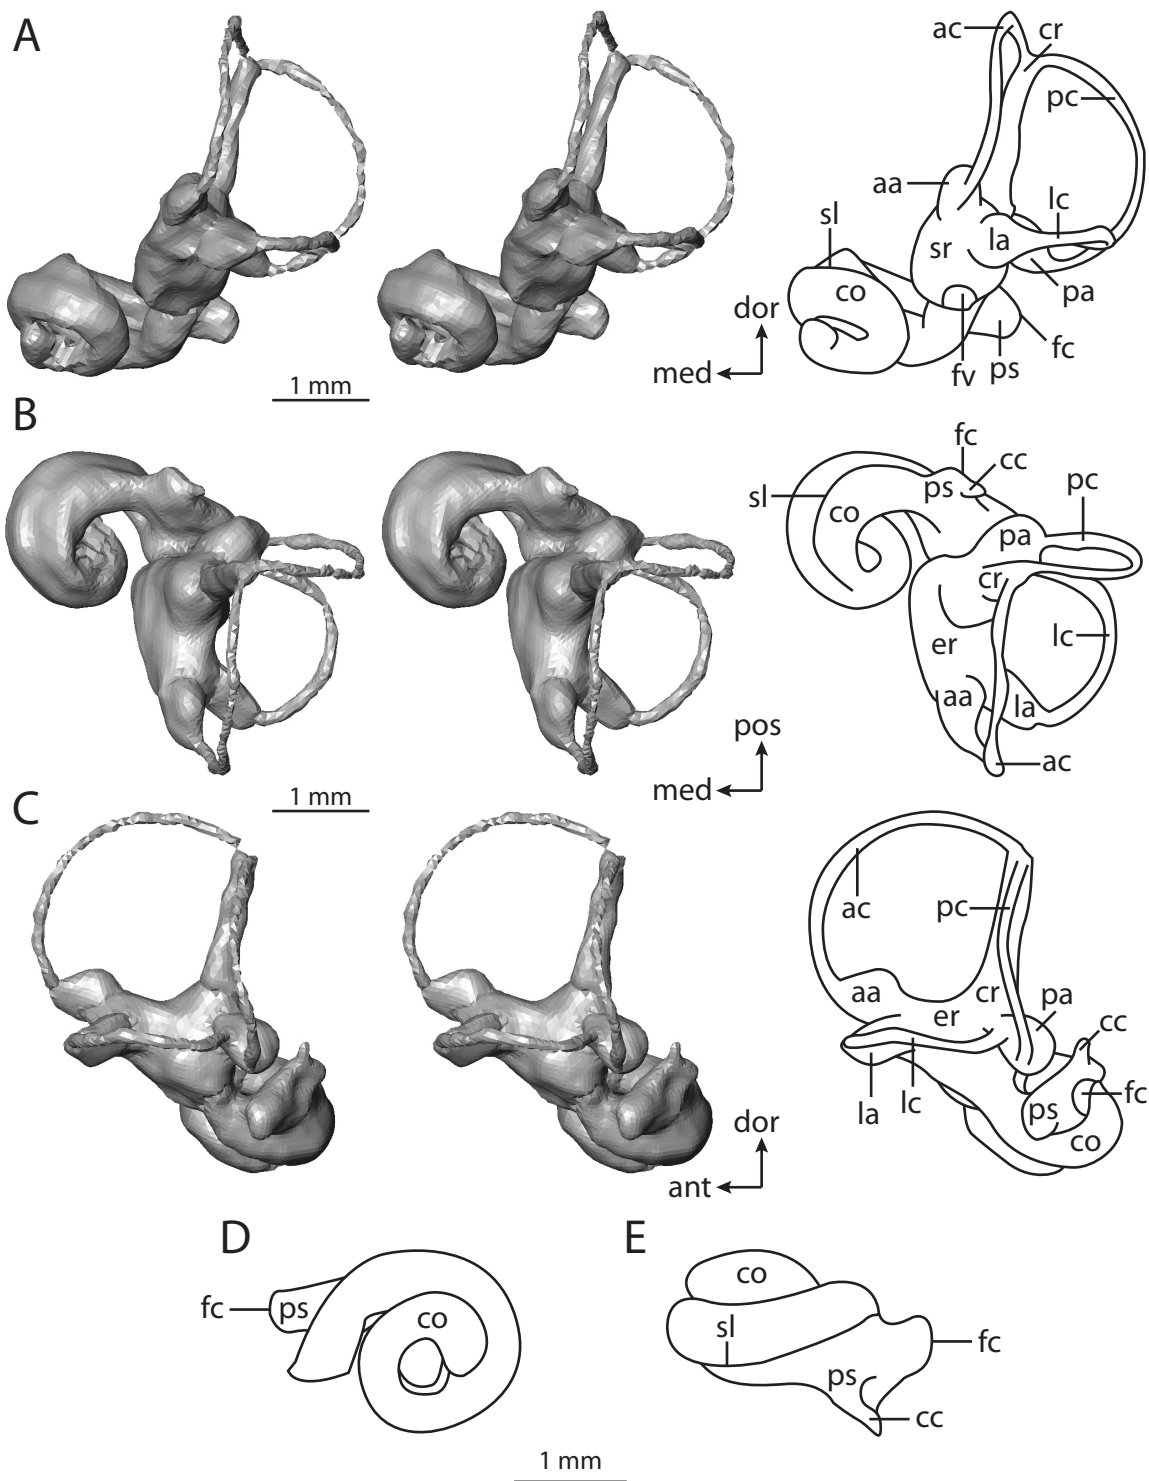 A
ac
cr
pc
aa
lc
sl
la
sr
co
pa
dor
med
fc
ps
fv
1 mm
B
fc
cc
pc
ps
sl
co
pa
cr
er
lc
aa
la
pos
ac
med
1 mm
C
ac
pc
aa
cr
pa
er
cc
fc
la
lc
ps
co
dor
ant
D
E
fc
ps
co
co
sl
fc
ps
cc
1 mm